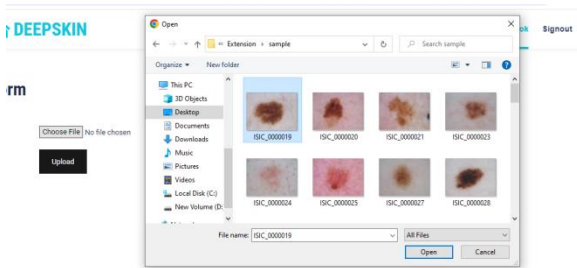 DEEPSKIN
ok
Signout
rm
Choose File No file chosen
Upload
Open
Extension › sample
Search sample
Organize
New folder
This PC
3D Objects
Desktop
Documents
Downloads
Music
Pictures
Videos
Local Disk (C:)
New Volume (D:
ISIC_0000019
ISIC_0000020
ISIC_0000021
ISIC_0000023
ISIC_0000024
ISIC_0000025
ISIC_0000027
ISIC_0000028
File name: ISIC_0000019
All Files
Open
Cancel